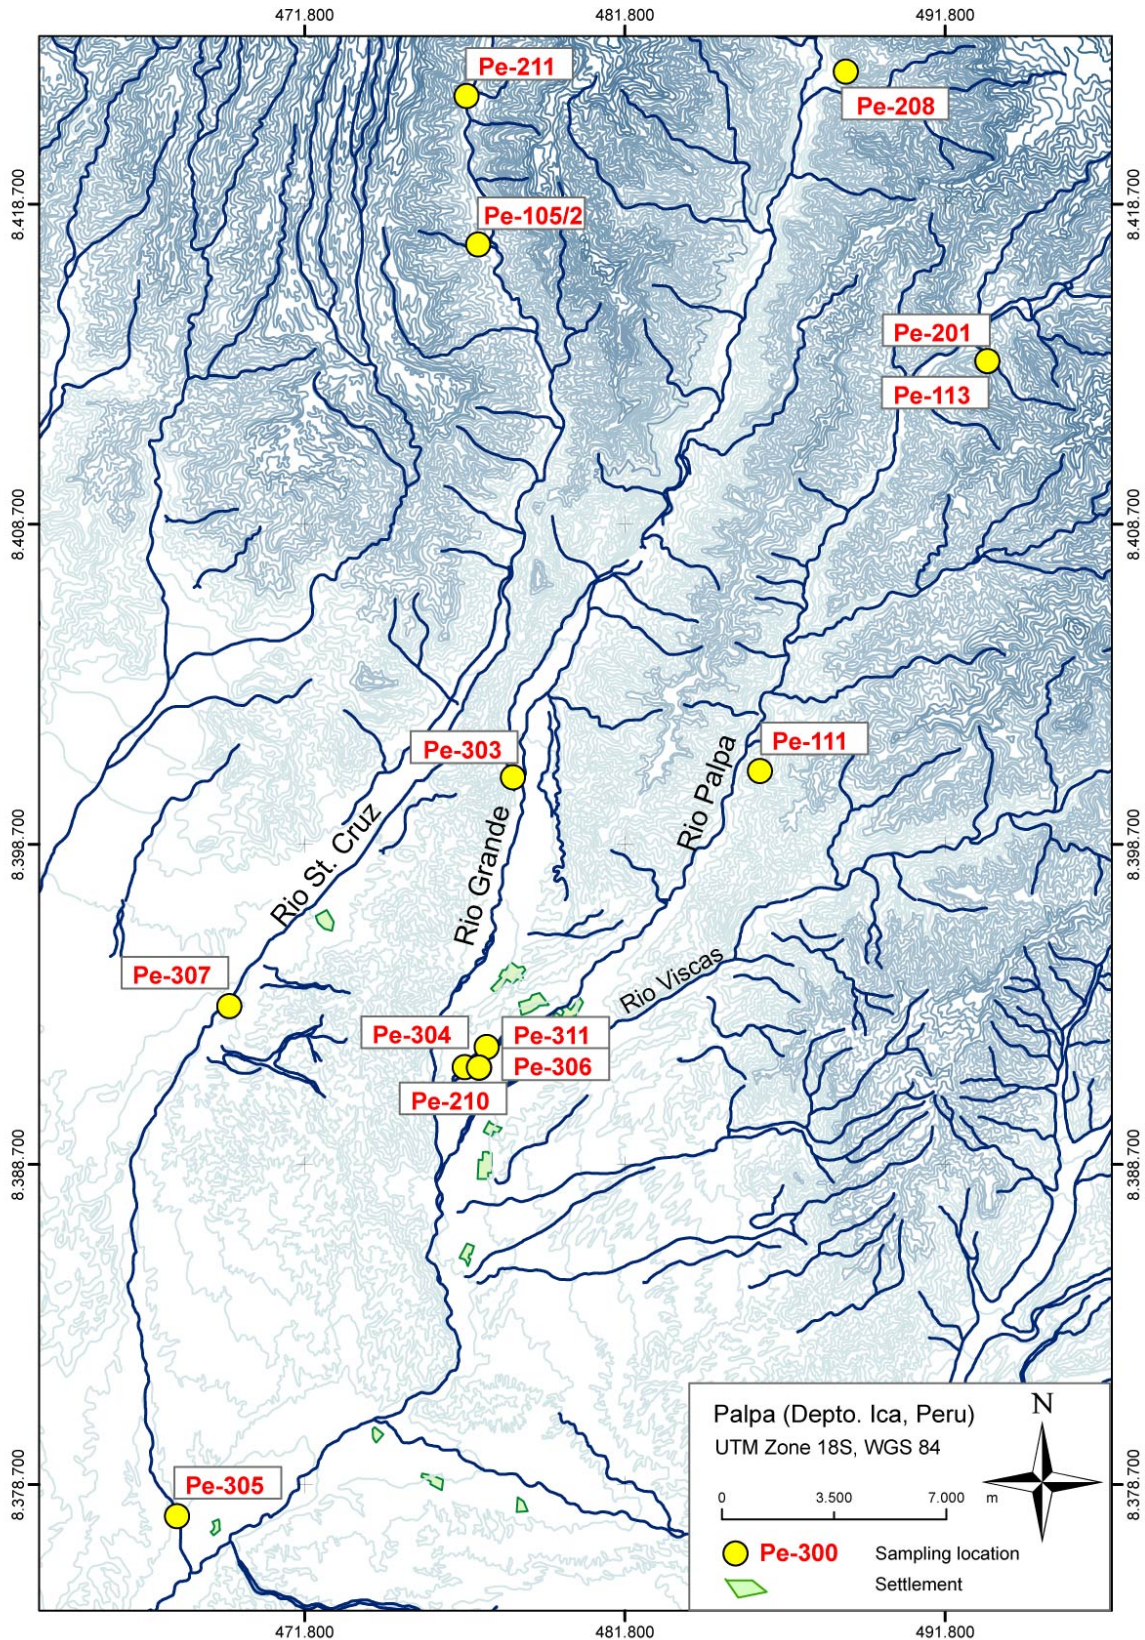 471.800
481.800
491.800
Pe-211
Pe-208
8.418.700
8.418.700
Pe-105/2
Pe-201
Pe-113
8.408.700
8.408.700
Pe-303
Pe-111
Rio Palpa
Rio St. Cruz
Rio Grande
8.398.700
8.398.700
Pe-307
Rio Viscas
Pe-304
Pe-311
Pe-306
Pe-210
8.388.700
8.388.700
Palpa (Depto. Ica, Peru)
N
UTM Zone 18S, WGS 84
Pe-305
8.378.700
8.378.700
0 3.500 7.000 m
Pe-300 Sampling location
Settlement
471.800
481.800
491.800